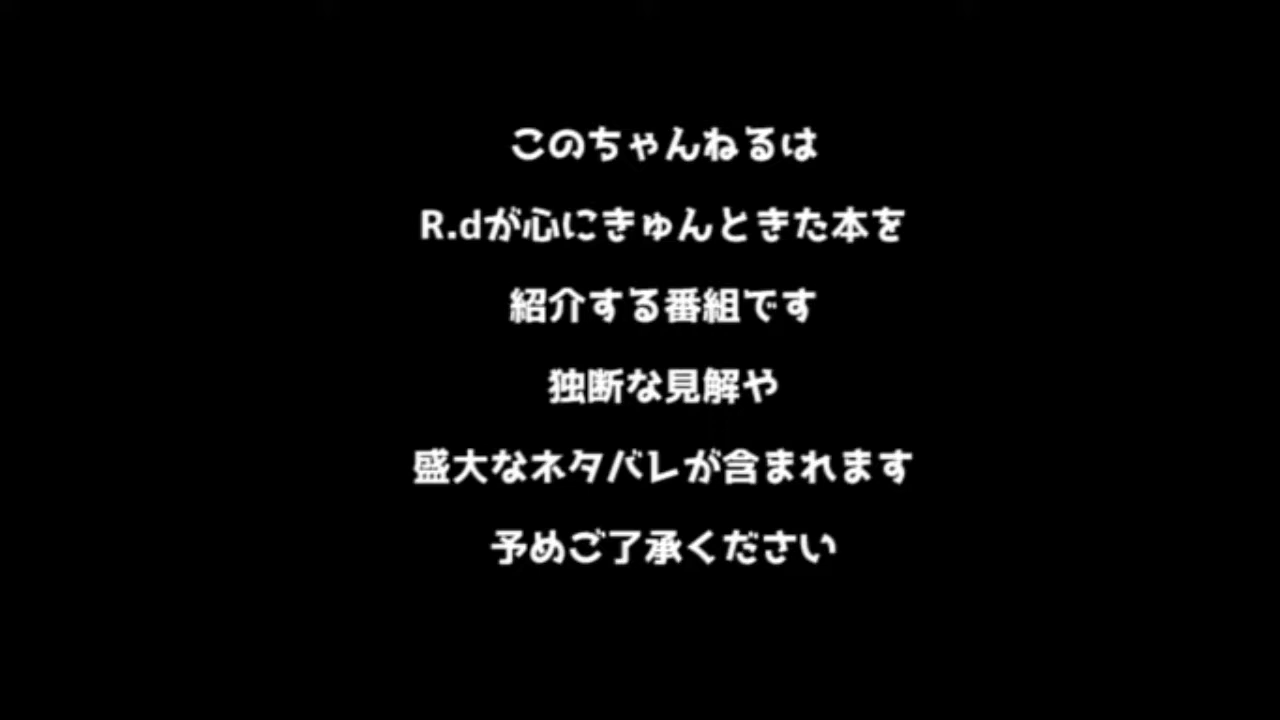 このちゃんねるは
R.dが心にきゅんときた本を
紹介する番組です
独断な見解や
盛大なネタバレが含まれます
予めご了承ください